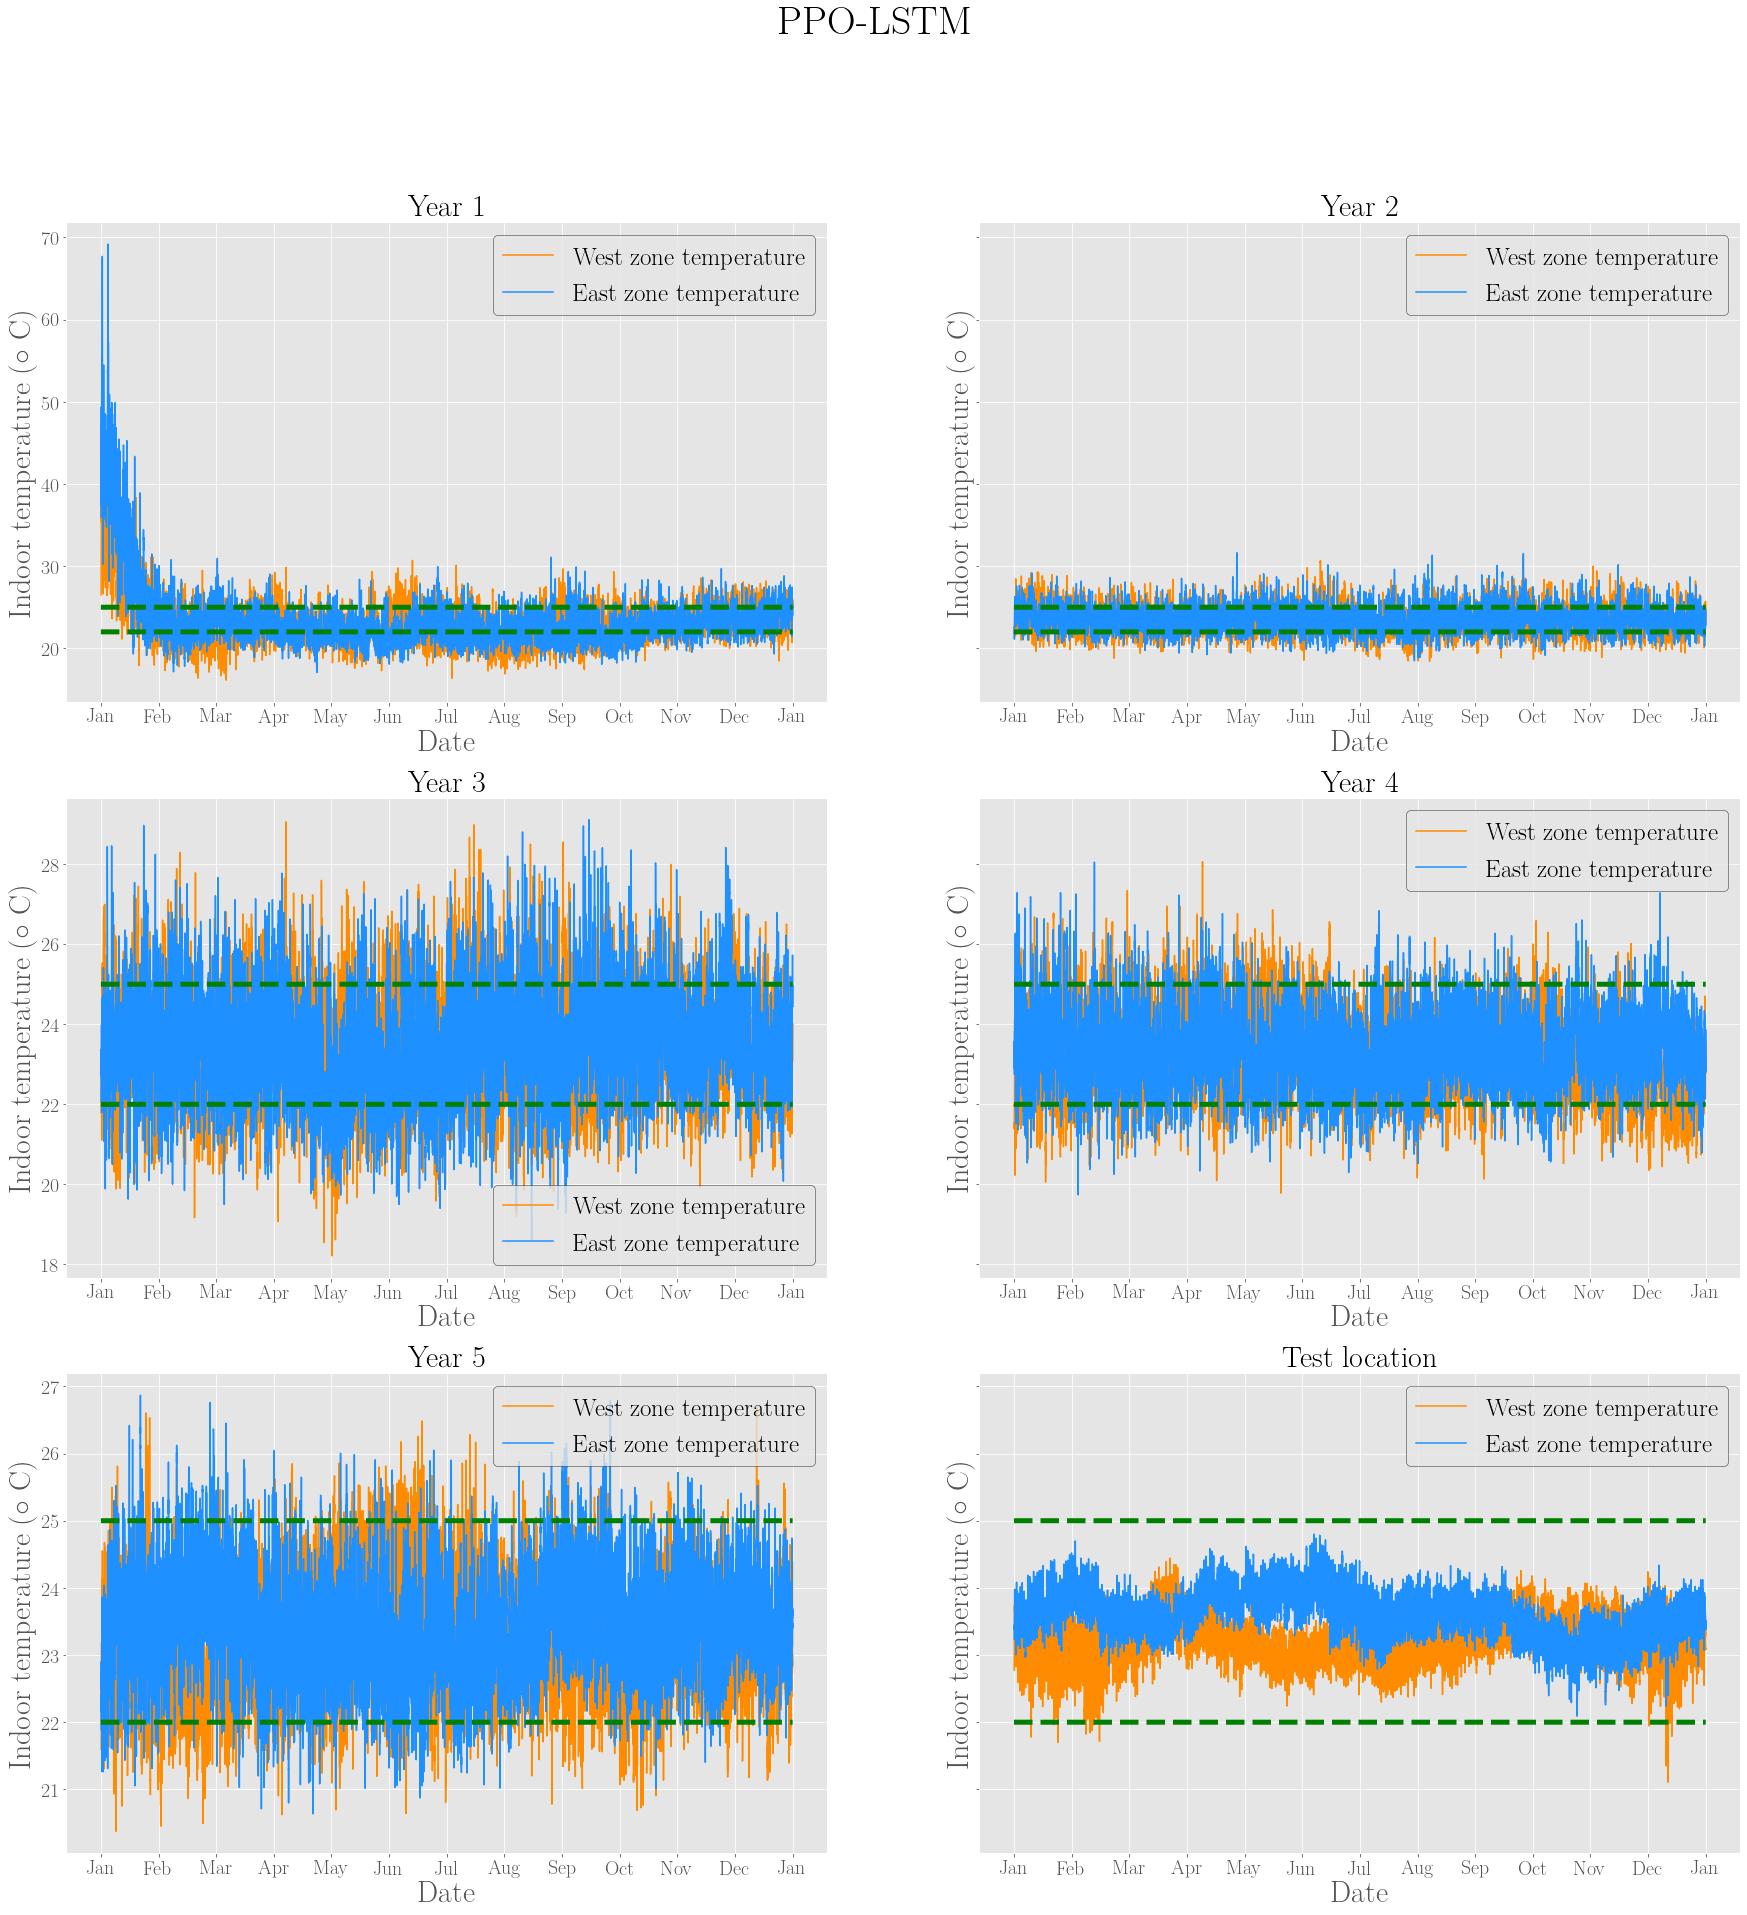 PPO-LSTM
Year 1
Indoor temperature (∘ C)
70
60
50
40
30
20
West zone temperature
East zone temperature
Jan Feb Mar Apr May Jun Jul Aug Sep Oct Nov Dec Jan
Date
Year 2
Indoor temperature (∘ C)
West zone temperature
East zone temperature
Jan Feb Mar Apr May Jun Jul Aug Sep Oct Nov Dec Jan
Date
Year 3
Indoor temperature (∘ C)
28
26
24
22
20
18
West zone temperature
East zone temperature
Jan Feb Mar Apr May Jun Jul Aug Sep Oct Nov Dec Jan
Date
Year 4
Indoor temperature (∘ C)
West zone temperature
East zone temperature
Jan Feb Mar Apr May Jun Jul Aug Sep Oct Nov Dec Jan
Date
Year 5
Indoor temperature (∘ C)
27
26
25
24
23
22
21
West zone temperature
East zone temperature
Jan Feb Mar Apr May Jun Jul Aug Sep Oct Nov Dec Jan
Date
Test location
Indoor temperature (∘ C)
West zone temperature
East zone temperature
Jan Feb Mar Apr May Jun Jul Aug Sep Oct Nov Dec Jan
Date